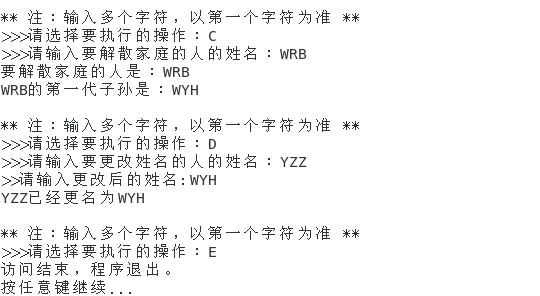 ** 注：输入多个字符，以第一个字符为准 **
>>>请选择要执行的操作：C
>>>请输入要解散家庭的人的姓名：WRB
要解散家庭的人是：WRB
WRB的第一代子孙是：WYH
** 注：输入多个字符，以第一个字符为准 **
>>>请选择要执行的操作：D
>>>请输入要更改姓名的人的姓名：YZZ
>>请输入更改后的姓名:WYH
YZZ已经更名为WYH
** 注：输入多个字符，以第一个字符为准 **
>>>请选择要执行的操作：E
访问结束，程序退出。
按任意键继续...